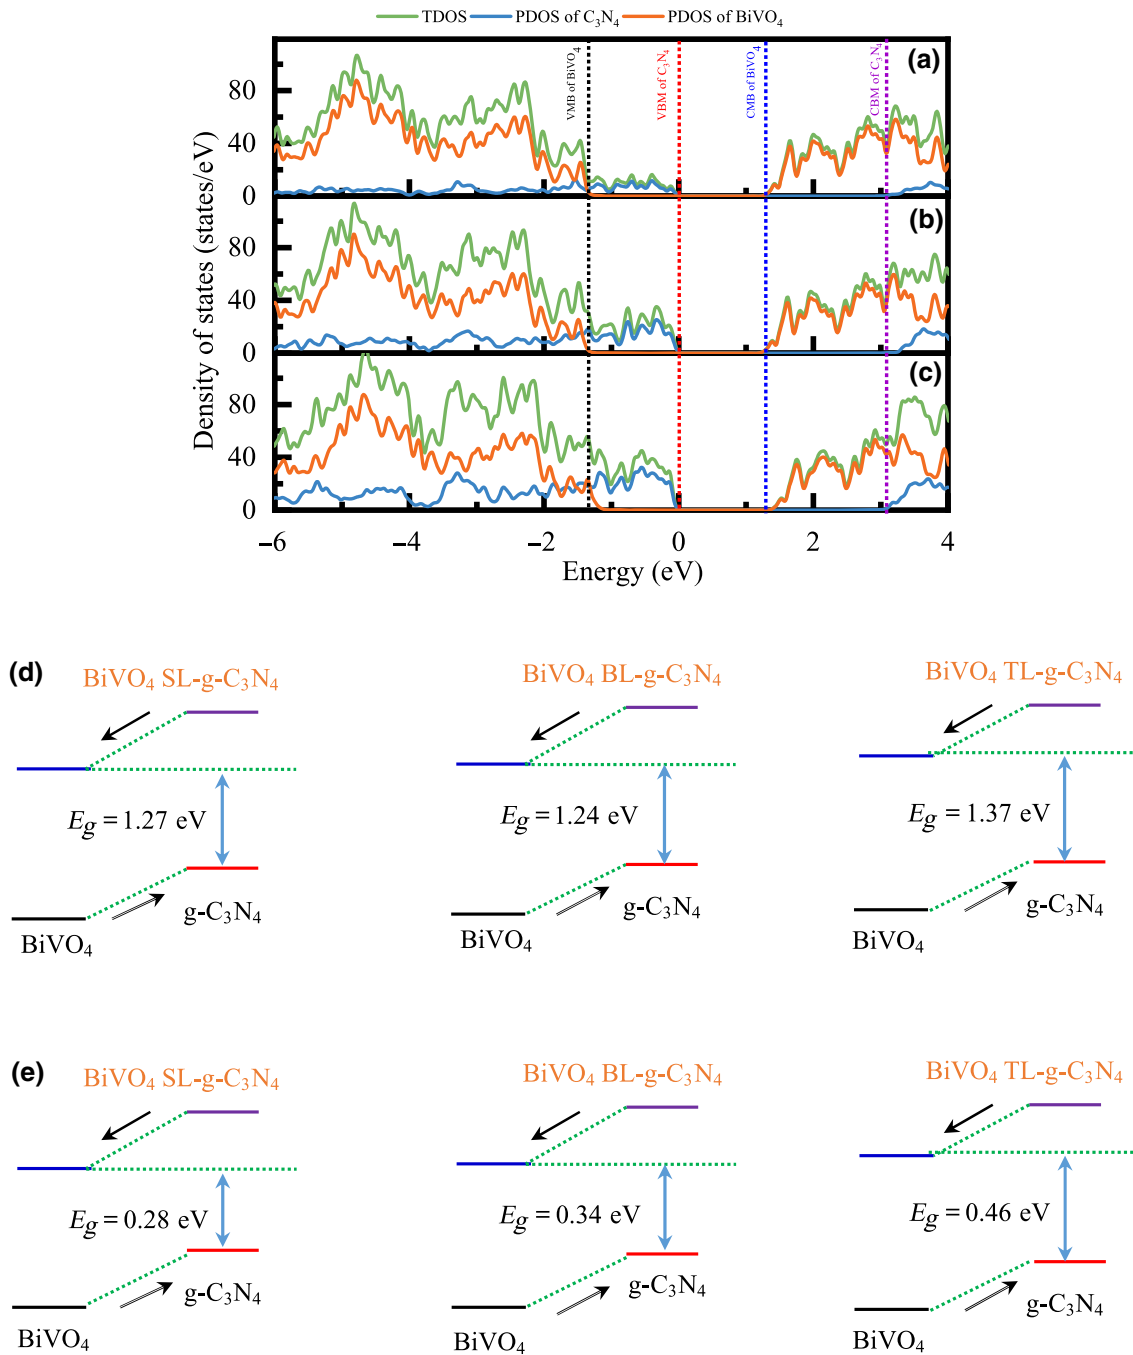 TDOS PDOS of C₃N₄ PDOS of BiVO₄
Density of states (states/eV)
VMB of BiVO₄
VBM of C₃N₄
CMB of BiVO₄
CBM of C₃N₄
(a)
80
40
0
(b)
80
40
0
(c)
80
40
0
−6 −4 −2 0 2 4
Energy (eV)
(d)
BiVO₄ SL-g-C₃N₄ BiVO₄ BL-g-C₃N₄ BiVO₄ TL-g-C₃N₄
Eg = 1.27 eV Eg = 1.24 eV Eg = 1.37 eV
g-C₃N₄ g-C₃N₄ g-C₃N₄
BiVO₄ BiVO₄ BiVO₄
(e)
BiVO₄ SL-g-C₃N₄ BiVO₄ BL-g-C₃N₄ BiVO₄ TL-g-C₃N₄
Eg = 0.28 eV Eg = 0.34 eV Eg = 0.46 eV
g-C₃N₄ g-C₃N₄ g-C₃N₄
BiVO₄ BiVO₄ BiVO₄